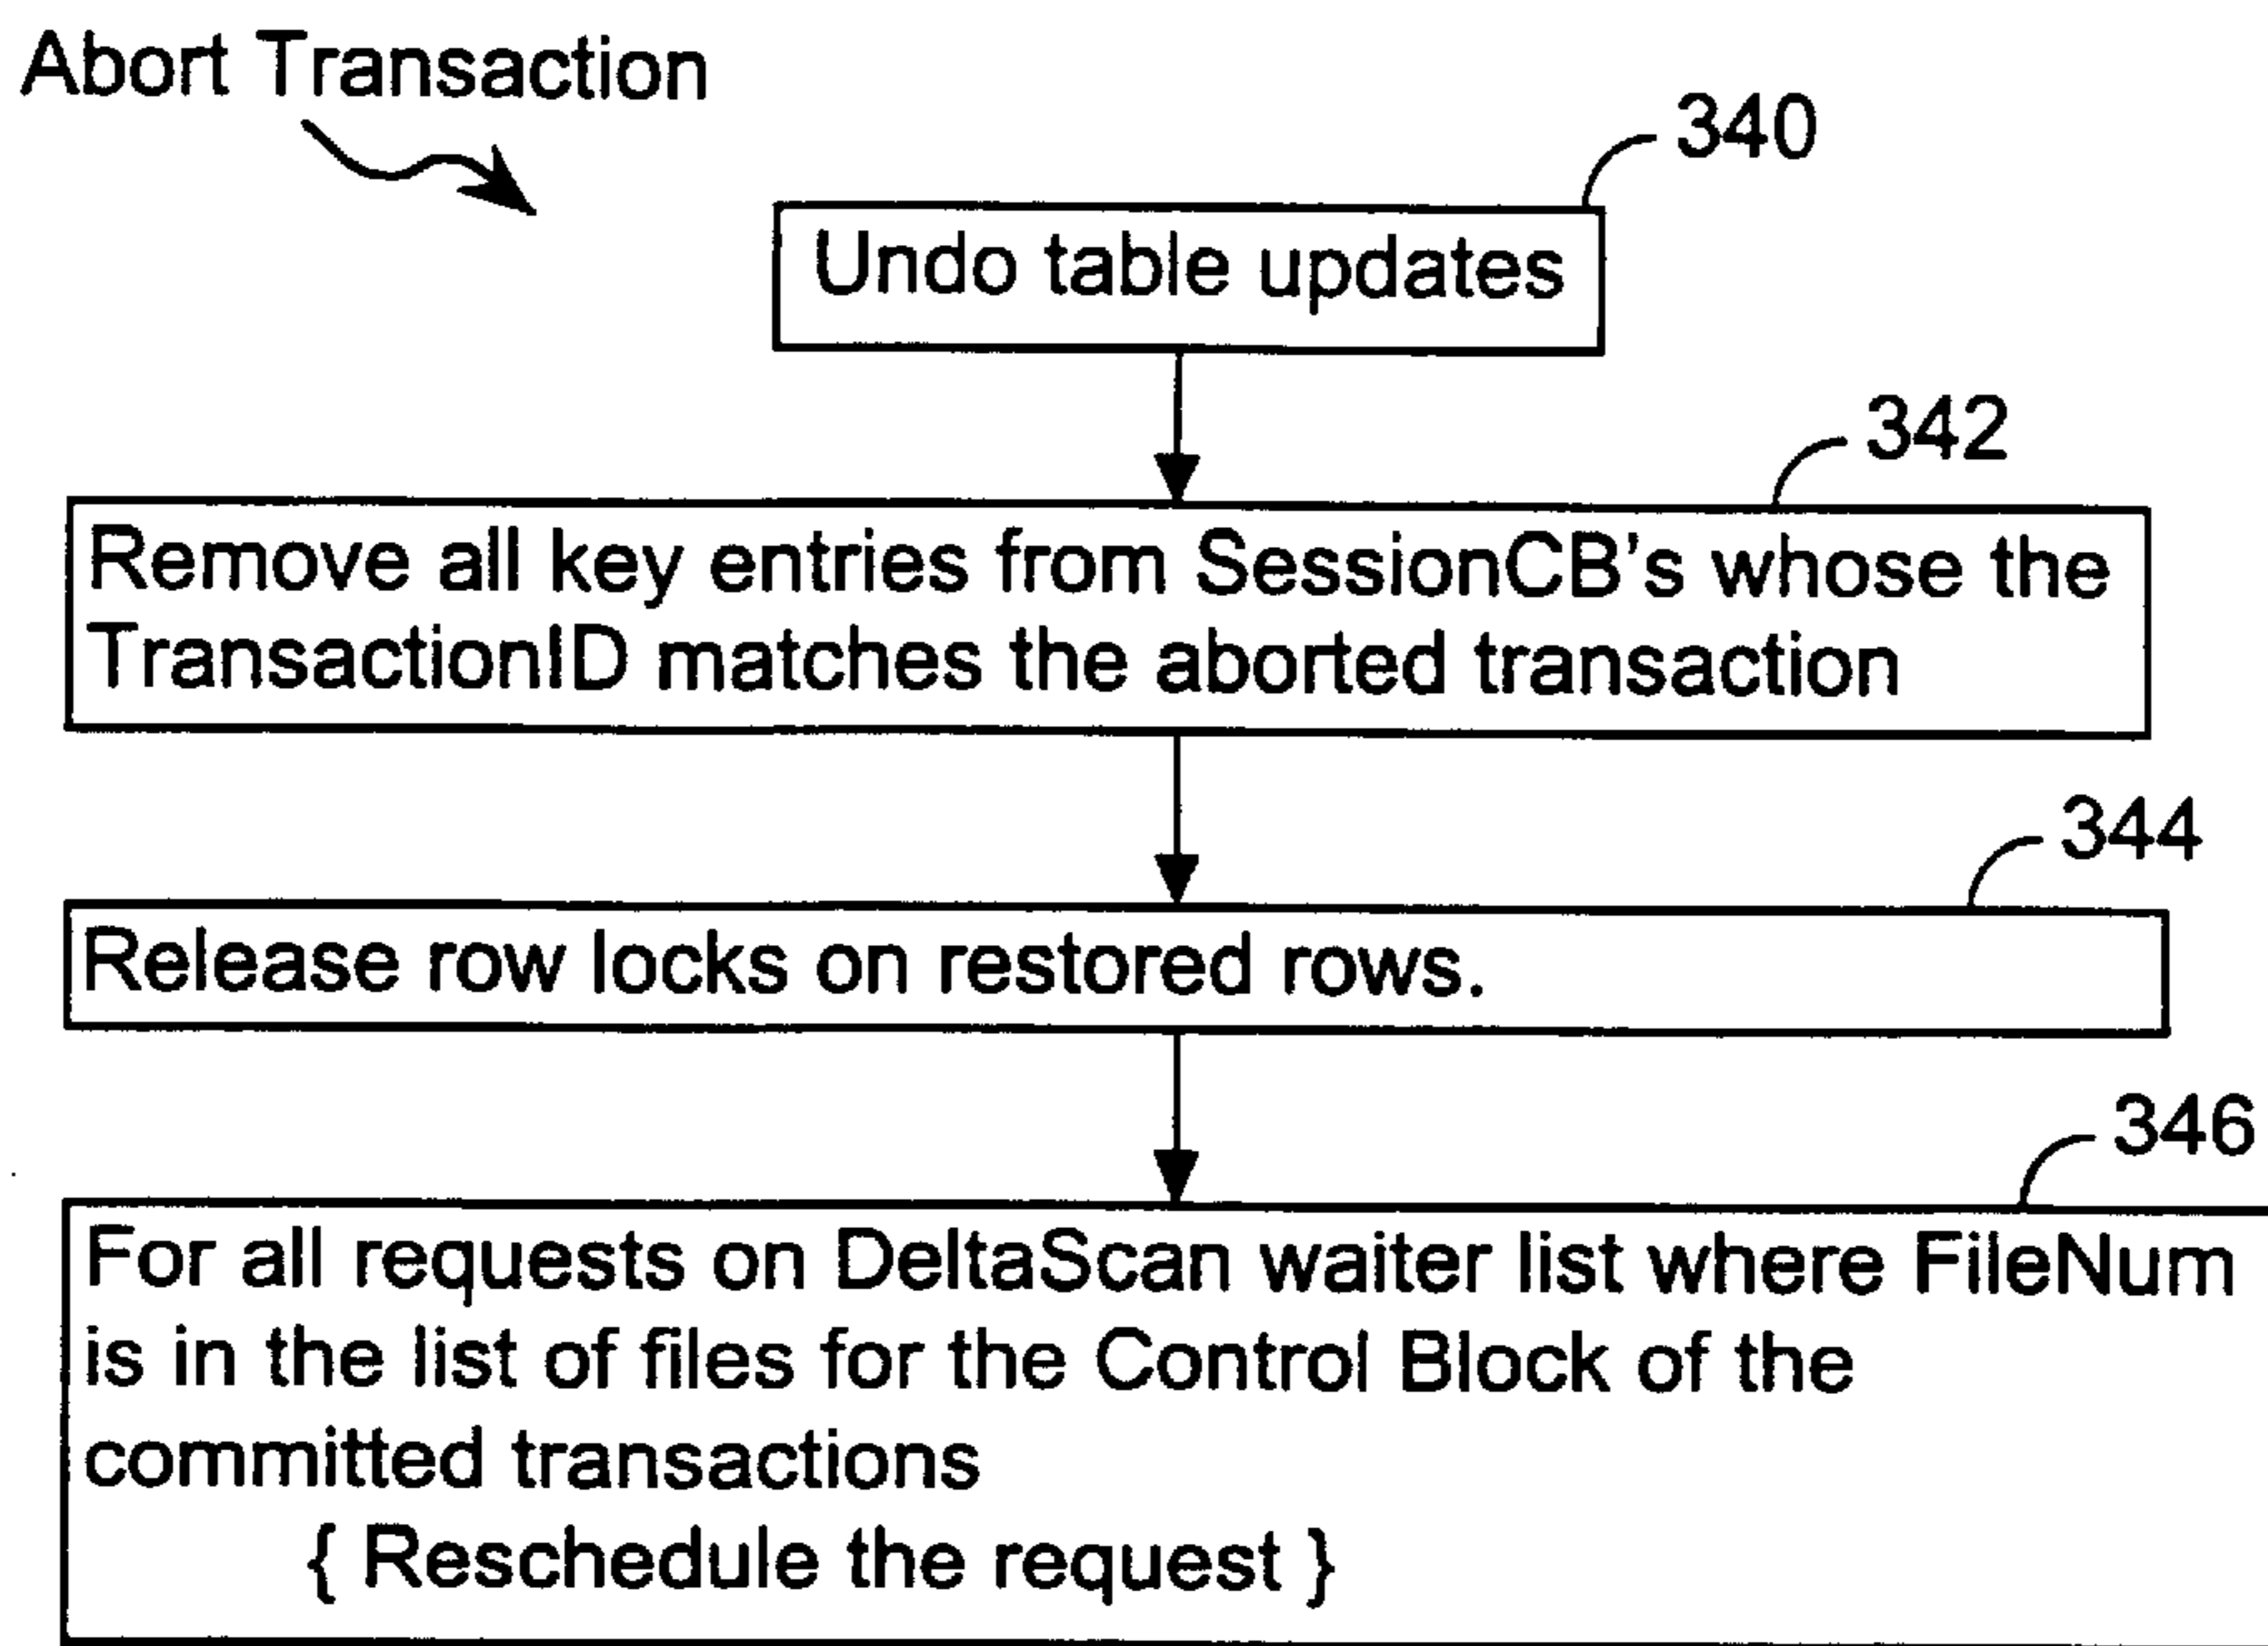 Abort Transaction
340
Undo table updates
342
Remove all key entries from SessionCB's whose the
TransactionID matches the aborted transaction
344
Release row locks on restored rows.
346
For all requests on DeltaScan waiter list where FileNum
is in the list of files for the Control Block of the
committed transactions
{ Reschedule the request }